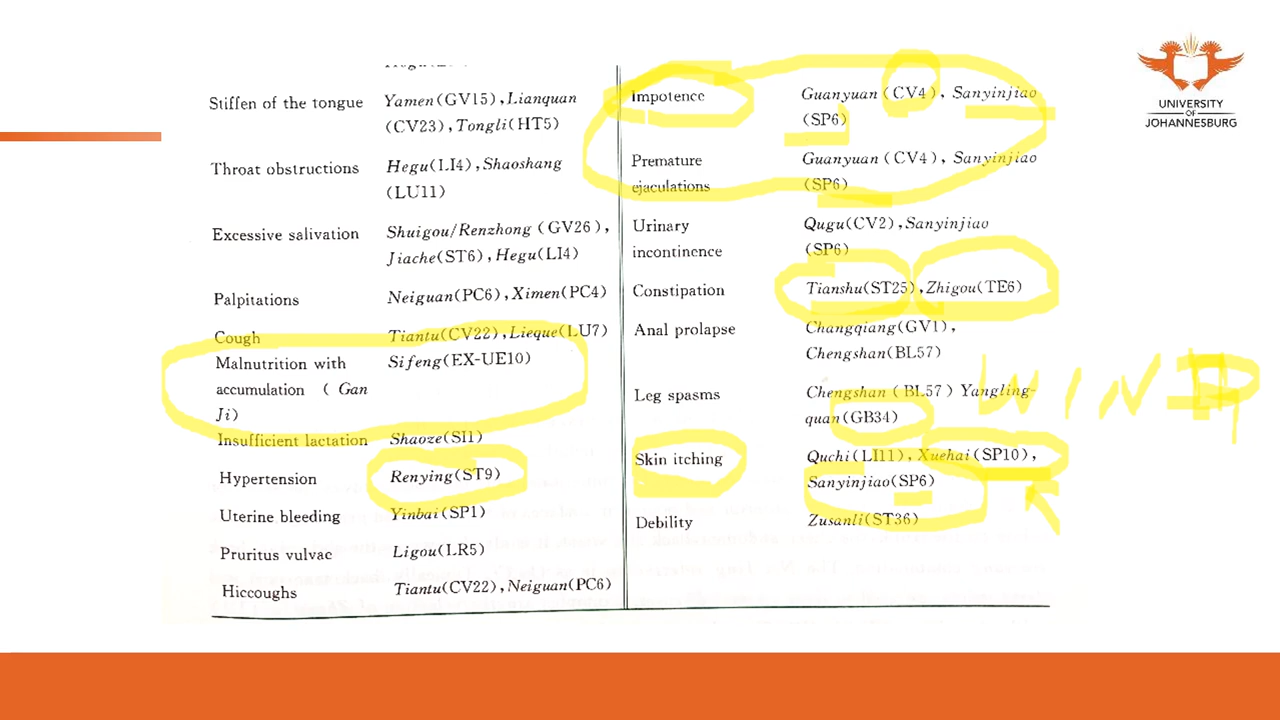 UNIVERSITY
OF
JOHANNESBURG
Stiffen of the tongue
Yamen(GV15), Lianquan
(CV23), Tongli(HT5)
Throat obstructions
Hegu(LI4), Shaoshang
(LU11)
Excessive salivation
Shuigou/Renzhong (GV26),
Jiache(ST6), Hegu(LI4)
Palpitations
Neiguan(PC6), Ximen(PC4)
Cough
Tiantu(CV22), Lieque(LU7)
Malnutrition with
accumulation ( Gan
Ji)
Sifeng(EX-UE10)
Insufficient lactation
Shaoze(SI1)
Hypertension
Renying(ST9)
Uterine bleeding
Yinbai(SP1)
Pruritus vulvae
Ligou(LR5)
Hiccoughs
Tiantu(CV22), Neiguan(PC6)
Impotence
Guanyuan (CV4), Sanyinjiao
(SP6)
Premature
ejaculations
Guanyuan (CV4), Sanyinjiao
(SP6)
Urinary
incontinence
Qugu(CV2), Sanyinjiao
(SP6)
Constipation
Tianshu(ST25), Zhigou(TE6)
Anal prolapse
Changqiang(GV1),
Chengshan(BL57)
Leg spasms
Chengshan (BL57) Yangling-
quan(GB34)
WIND
Skin itching
Quchi(LI11), Xuehai(SP10),
Sanyinjiao(SP6)
Debility
Zusanli(ST36)